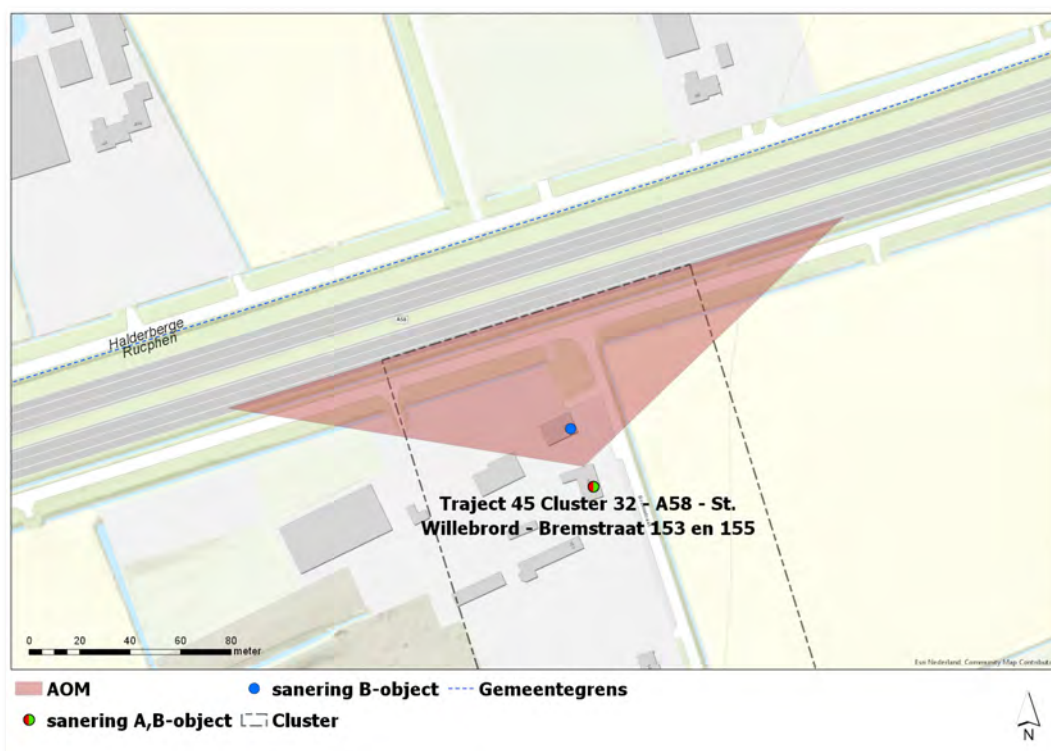 Halderberge
Rucphen
A58
Traject 45 Cluster 32 - A58 - St.
Willebrord - Bremstraat 153 en 155
0 20 40 60 80
meter
Esri Nederland, Community Map Contributo
AOM
sanering B-object
Gemeentegrens
sanering A,B-object
Cluster
N